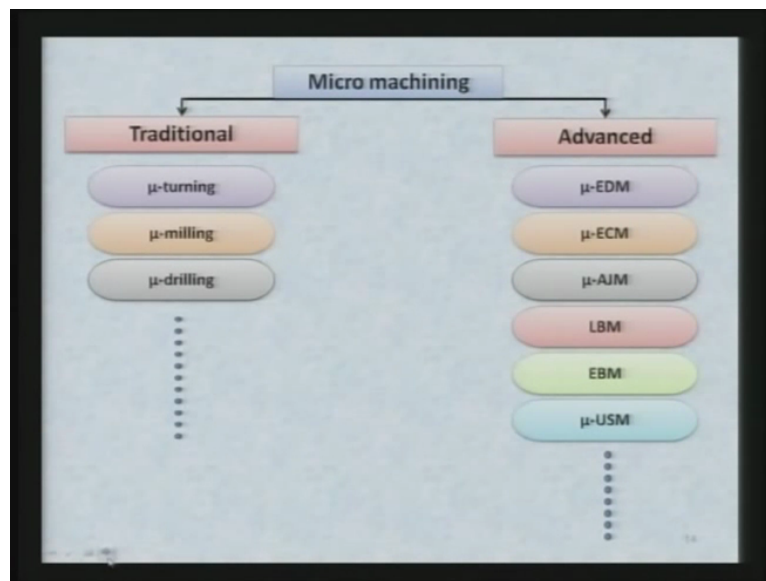 Micro machining
Traditional
Advanced
μ-turning
μ-milling
μ-drilling
μ-EDM
μ-ECM
μ-AJM
LBM
EBM
μ-USM